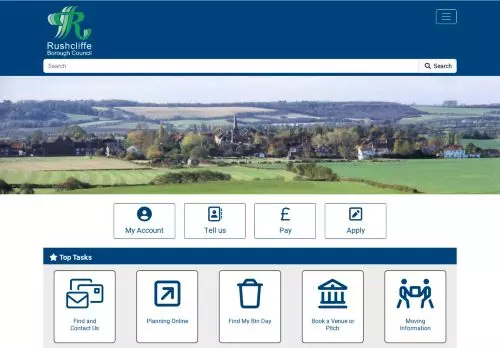 Rushcliffe
Borough Council
Search
Search
My Account
Tell us
Pay
Apply
Top Tasks
Find and
Contact Us
Planning Online
Find My Bin Day
Book a Venue or
Pitch
Moving
Information